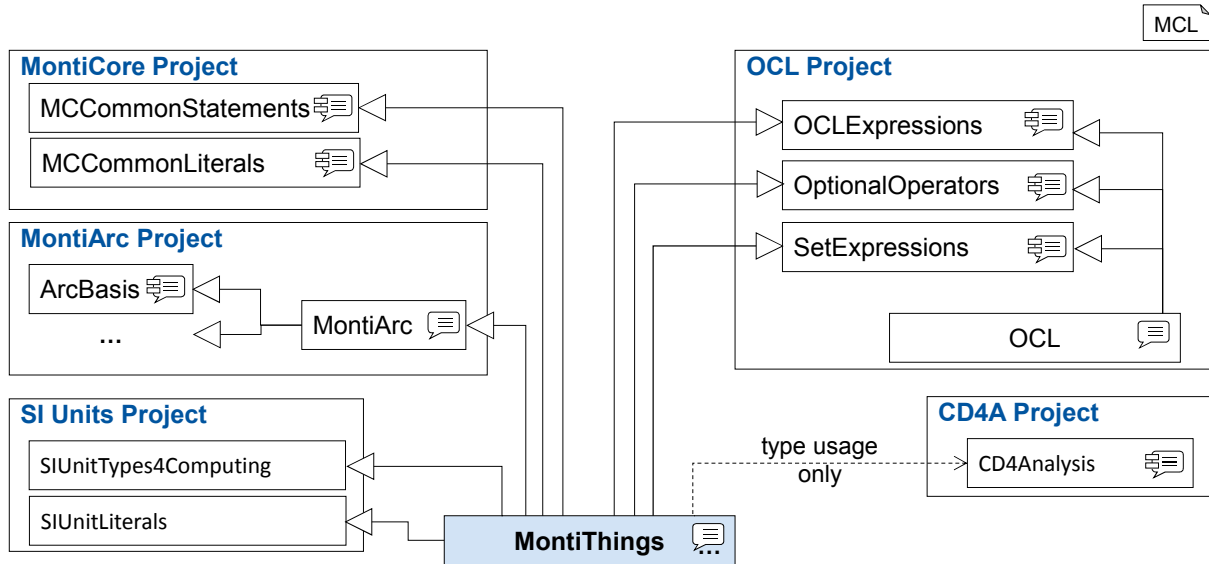 MCL
MontiCore Project
MCCommonStatements
MCCommonLiterals
MontiArc Project
ArcBasis
...
MontiArc
SI Units Project
SIUnitTypes4Computing
SIUnitLiterals
OCL Project
OCLExpressions
OptionalOperators
SetExpressions
OCL
CD4A Project
CD4Analysis
type usage
only
MontiThings
...